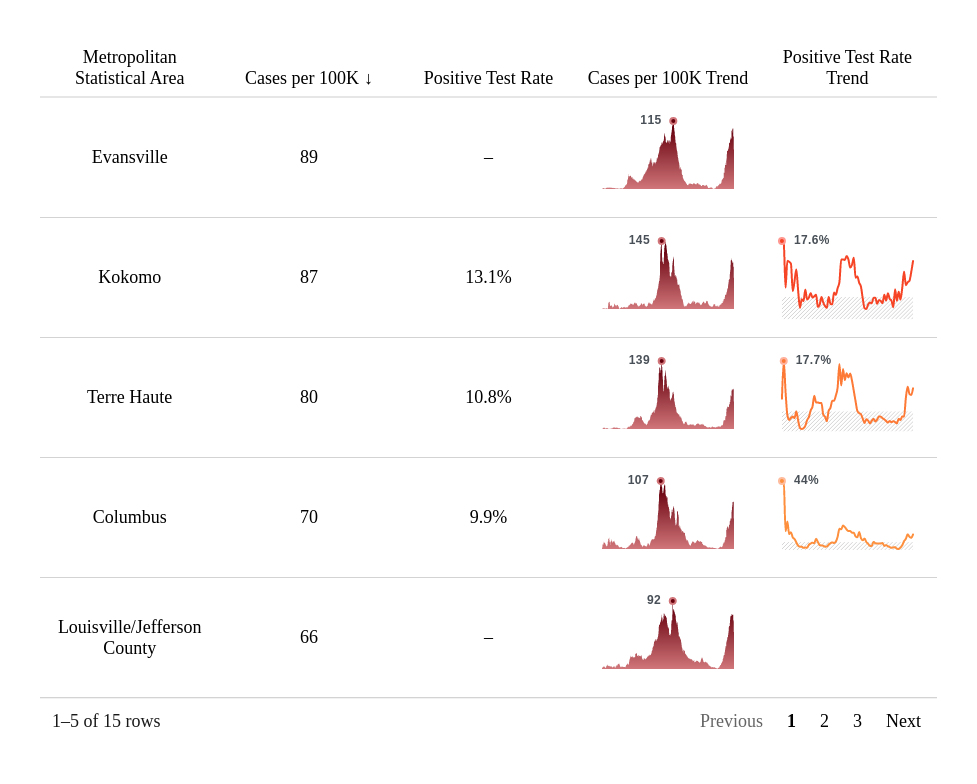 Metropolitan
Statistical Area
Cases per 100K ↓
Positive Test Rate
Cases per 100K Trend
Positive Test Rate
Trend
Evansville
89
–
115
Kokomo
87
13.1%
145
17.6%
Terre Haute
80
10.8%
139
17.7%
Columbus
70
9.9%
107
44%
Louisville/Jefferson
County
66
–
92
1–5 of 15 rows
Previous 1 2 3 Next